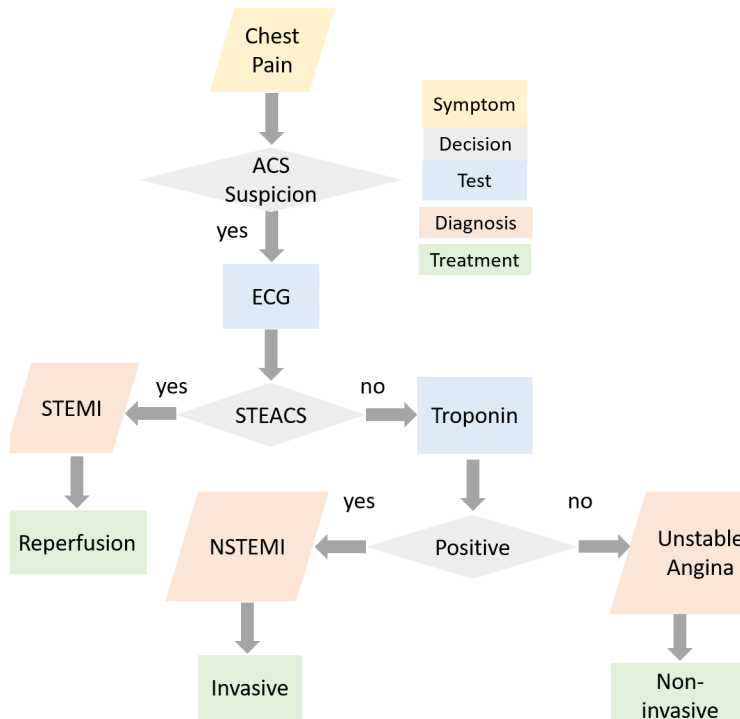 Chest
Pain
Symptom
Decision
ACS
Suspicion
Test
Diagnosis
yes
Treatment
ECG
yes
no
STEMI
STEACS
Troponin
yes
no
Reperfusion
NSTEMI
Positive
Unstable
Angina
Invasive
Non-
invasive